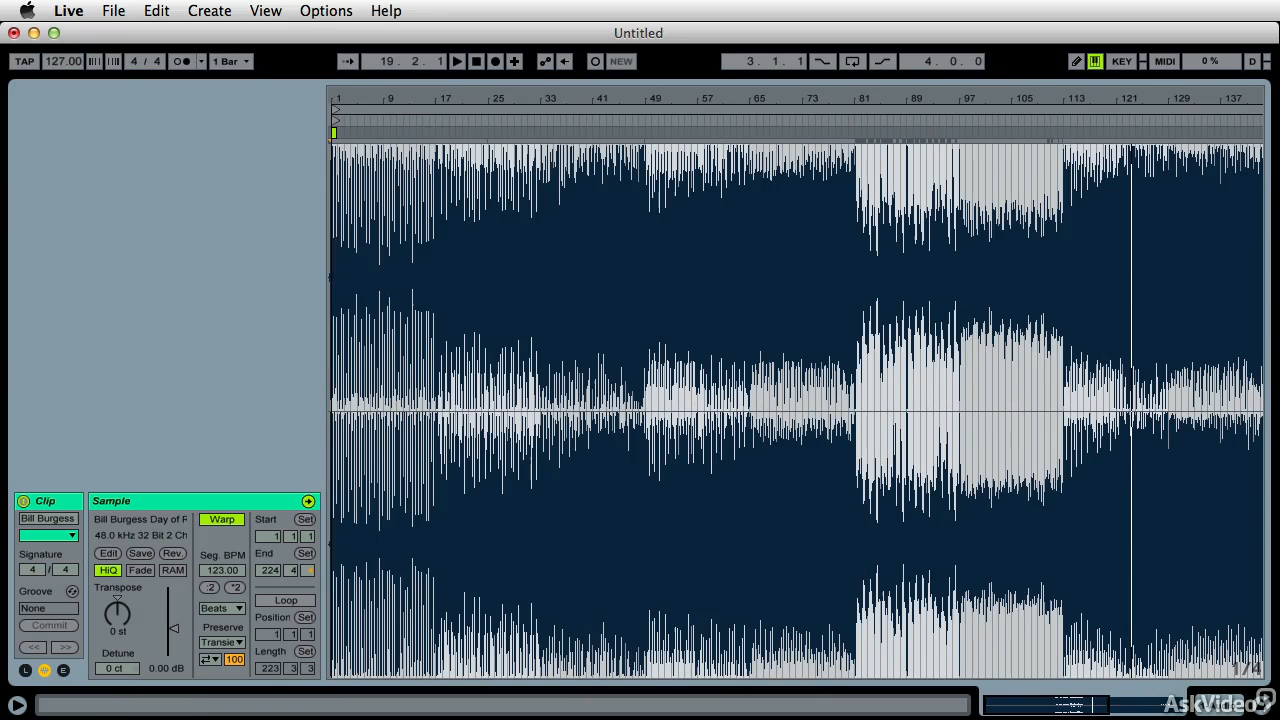 Live File Edit Create View Options Help
Untitled
TAP 127.00 4 / 4 1 Bar 19. 2. 1 NEW 3. 1. 1 4. 0. 0 KEY MIDI 0 % D
1 9 17 25 33 41 49 57 65 73 81 89 97 105 113 121 129 137
Clip
Bill Burgess
Signature
4 / 4
Groove
None
Commit
<< >>
L E
Sample
Bill Burgess Day of R
48.0 kHz 32 Bit 2 Ch
Edit Save Rev.
HiQ Fade RAM
Transpose
0 st
Detune
0 ct 0.00 dB
Warp
Seg. BPM
123.00
:2 *2
Beats
Preserve
Transie
100
Start Set
1 1 1
End Set
224 4
Loop
Position Set
1 1 1
Length Set
223 3 3
1/4
AskVideo